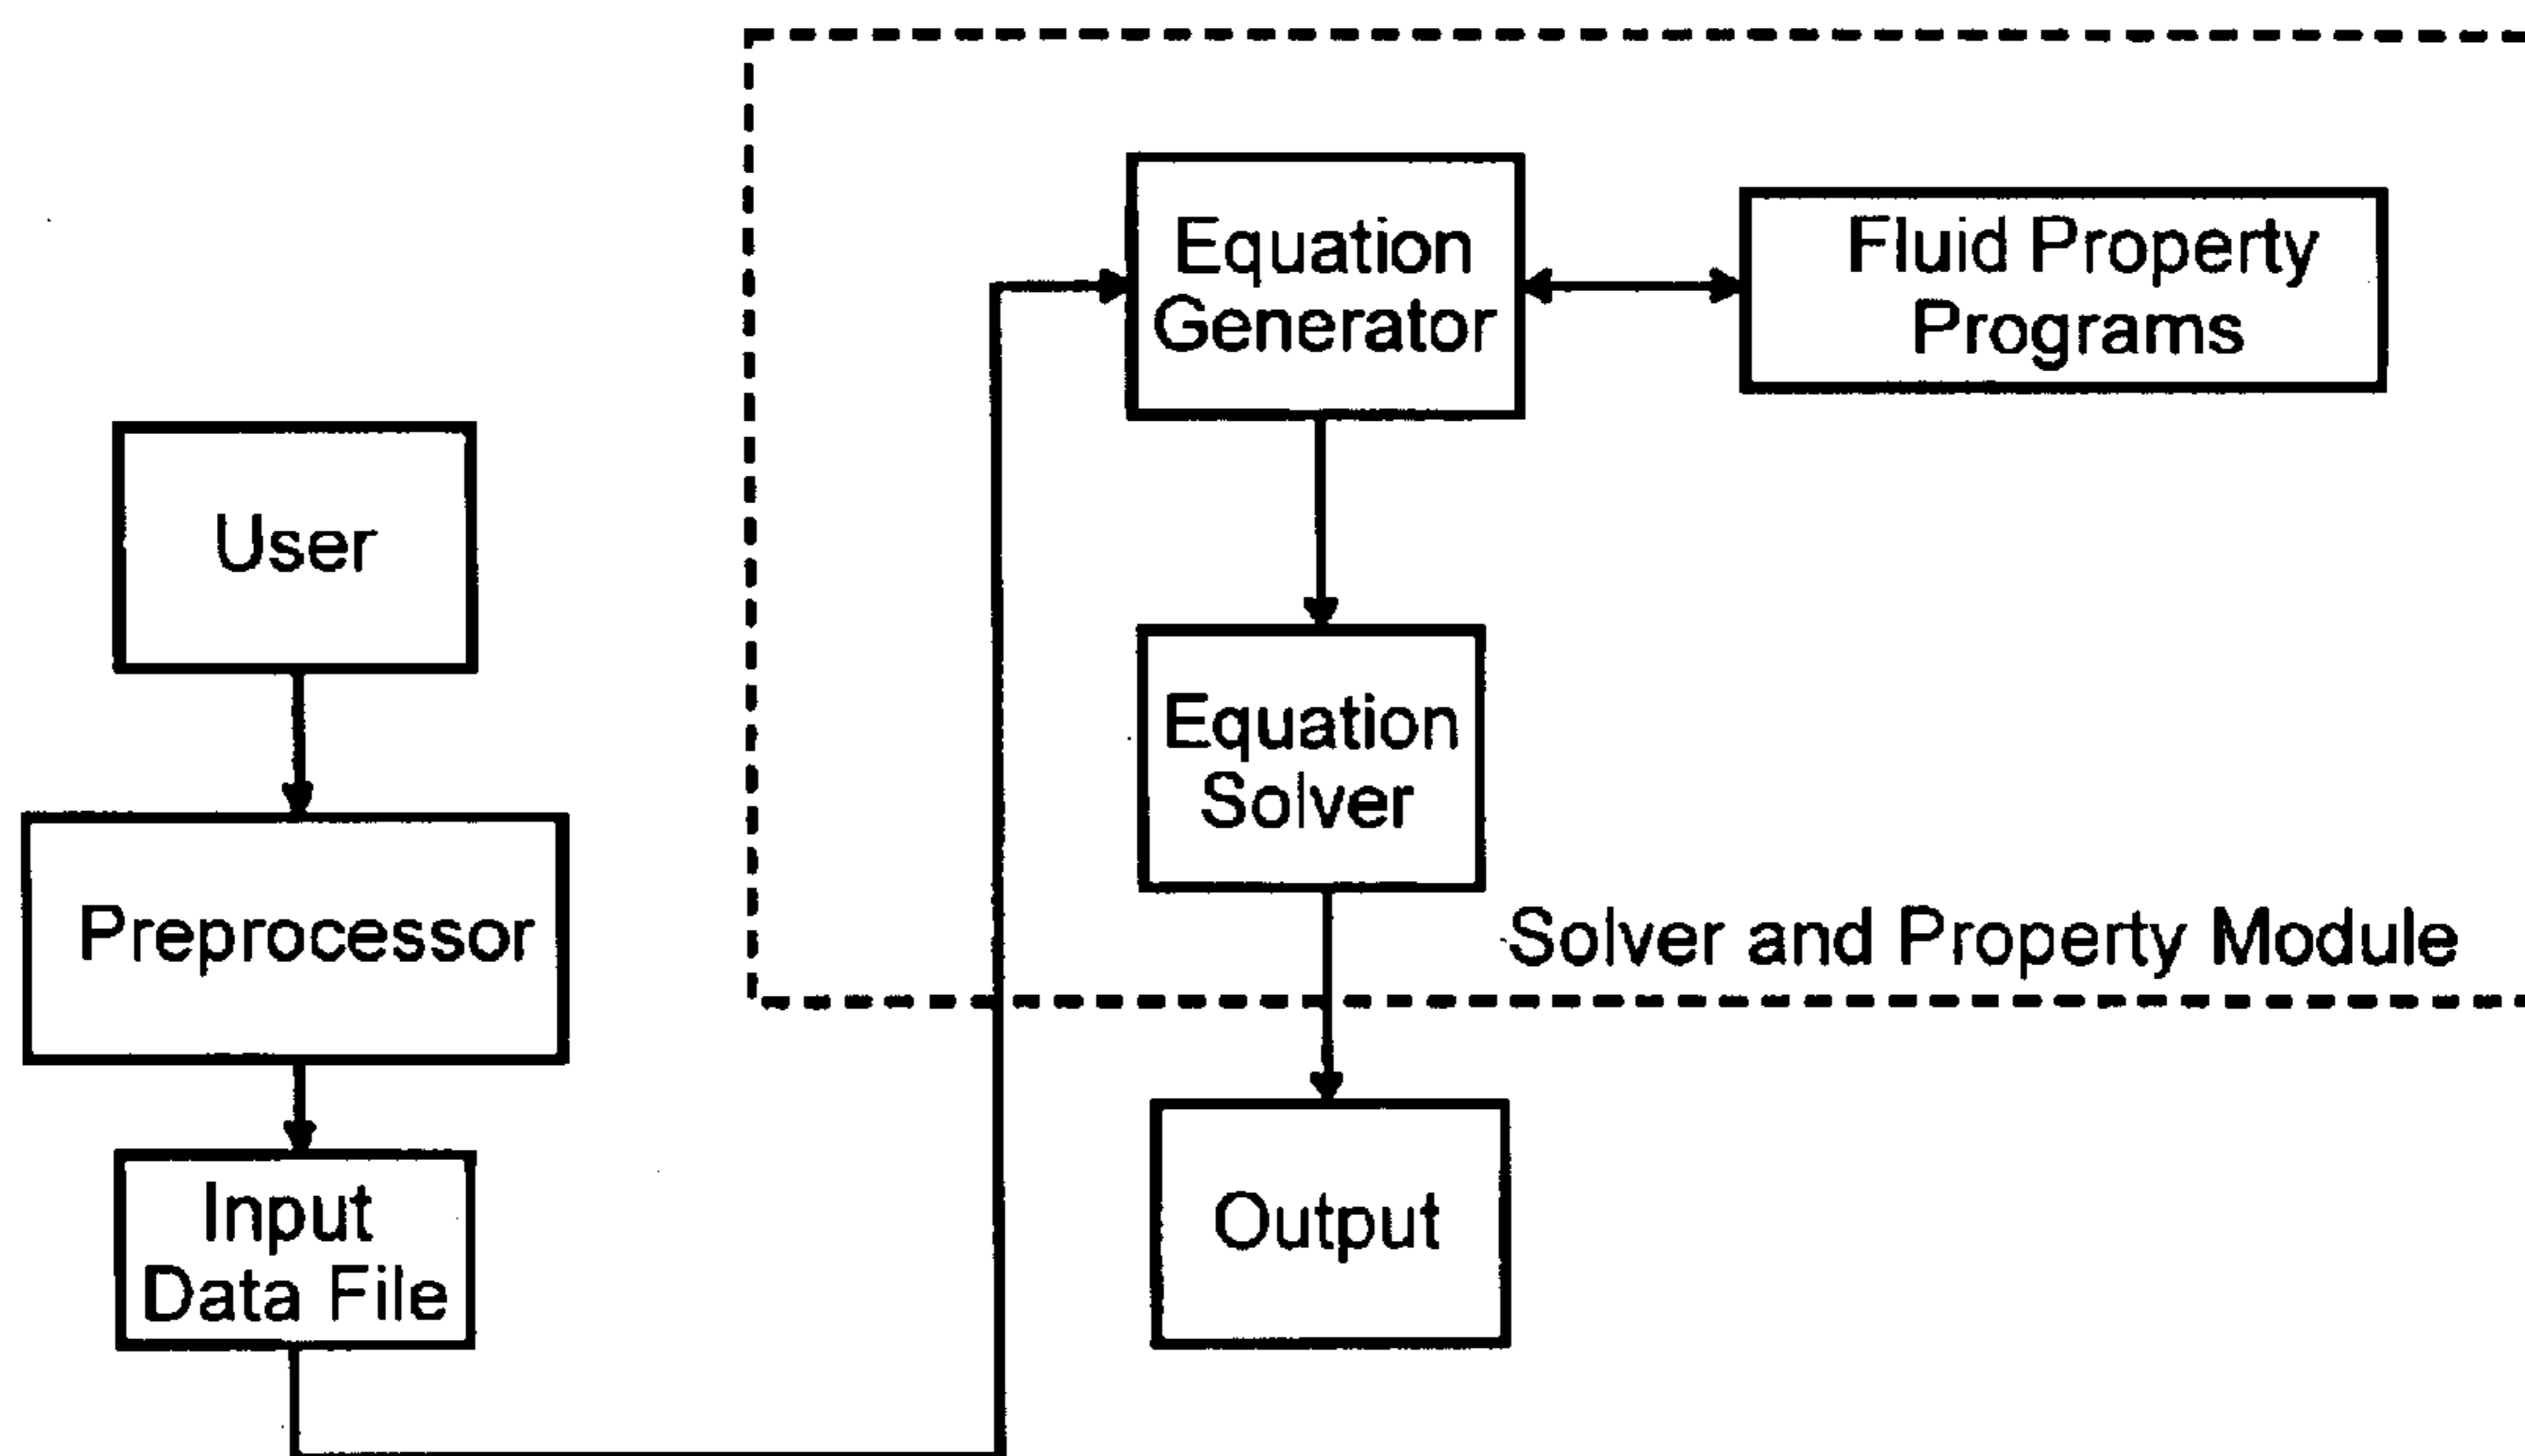 User
Preprocessor
Input
Data File
Equation
Generator
Fluid Property
Programs
Equation
Solver
Solver and Property Module
Output